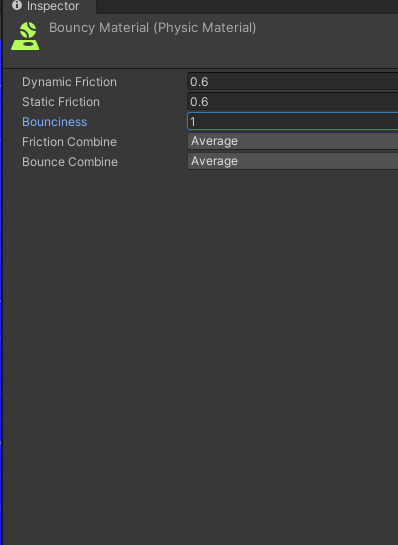 Inspector
Bouncy Material (Physic Material)
Dynamic Friction 0.6
Static Friction 0.6
Bounciness 1
Friction Combine Average
Bounce Combine Average